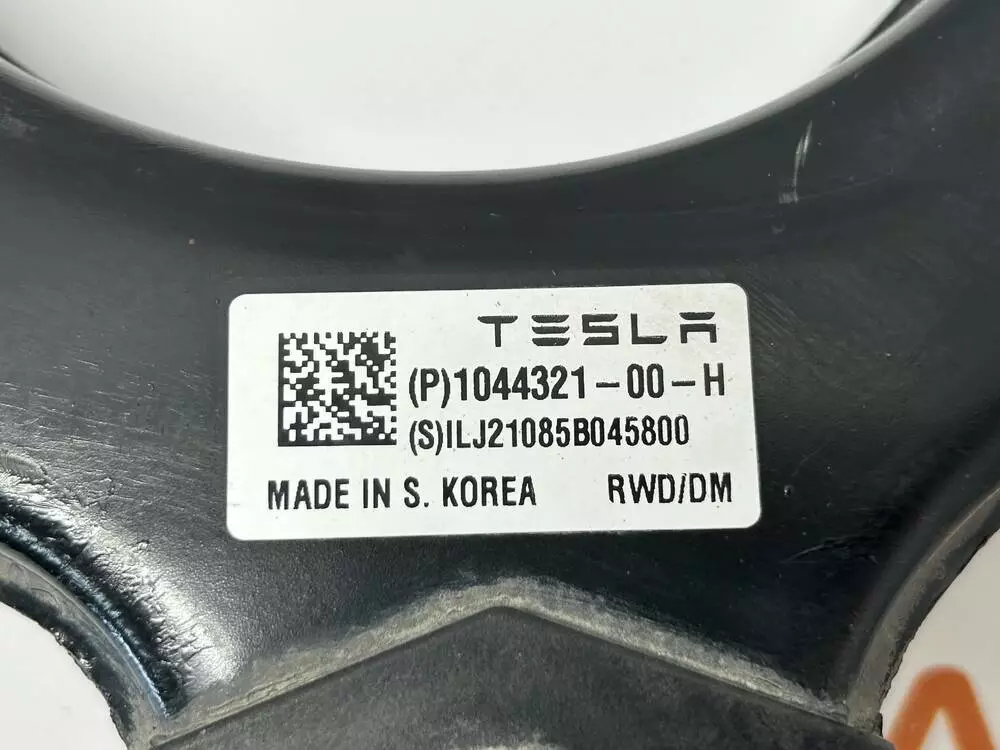 TESLA
(P)1044321-00-H
(S)ILJ21085B045800
MADE IN S. KOREA RWD/DM